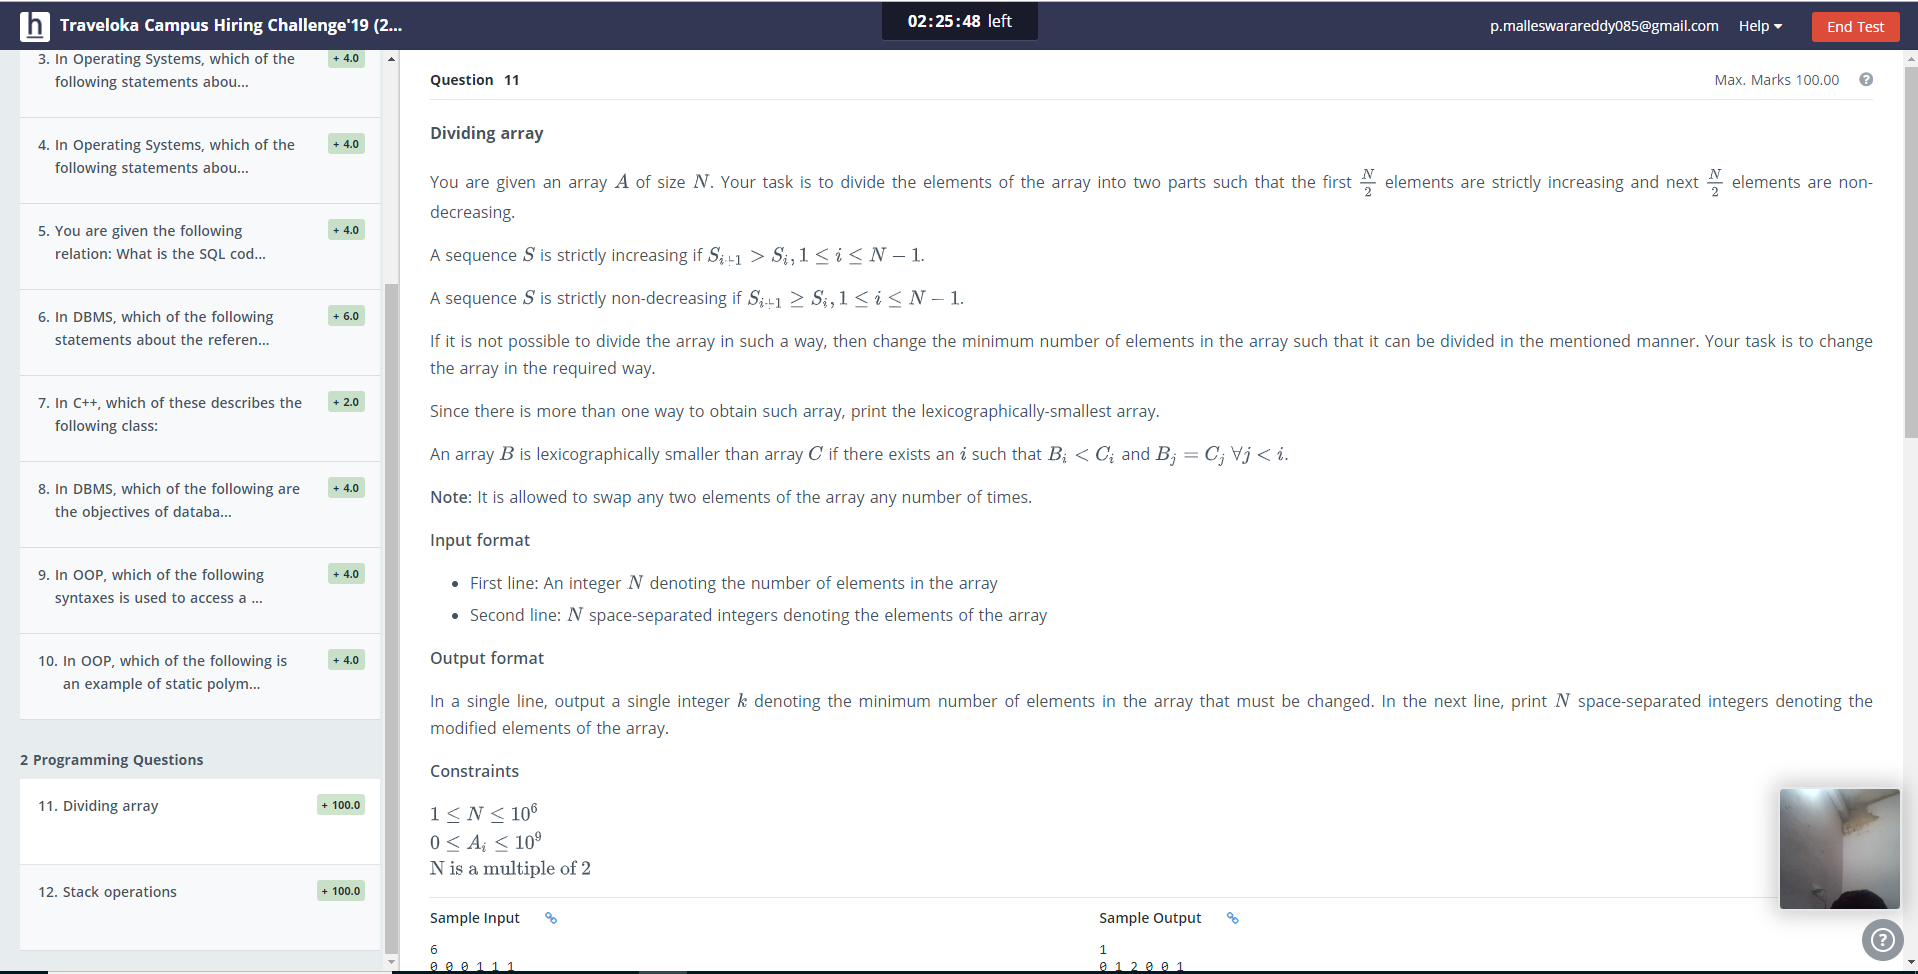 h Traveloka Campus Hiring Challenge'19 (2...
02:25:48 left
p.malleswarareddy085@gmail.com Help End Test
3. In Operating Systems, which of the
following statements abou...
+ 4.0
4. In Operating Systems, which of the
following statements abou...
+ 4.0
5. You are given the following
relation: What is the SQL cod...
+ 4.0
6. In DBMS, which of the following
statements about the referen...
+ 6.0
7. In C++, which of these describes the
following class:
+ 2.0
8. In DBMS, which of the following are
the objectives of databa...
+ 4.0
9. In OOP, which of the following
syntaxes is used to access a ...
+ 4.0
10. In OOP, which of the following is
an example of static polym...
+ 4.0
2 Programming Questions
11. Dividing array
+ 100.0
12. Stack operations
+ 100.0
Question 11
Max. Marks 100.00 ?
Dividing array
You are given an array A of size N. Your task is to divide the elements of the array into two parts such that the first N/2 elements are strictly increasing and next N/2 elements are non-
decreasing.
A sequence S is strictly increasing if S_{i+1} > S_i, 1 ≤ i ≤ N − 1.
A sequence S is strictly non-decreasing if S_{i+1} ≥ S_i, 1 ≤ i ≤ N − 1.
If it is not possible to divide the array in such a way, then change the minimum number of elements in the array such that it can be divided in the mentioned manner. Your task is to change
the array in the required way.
Since there is more than one way to obtain such array, print the lexicographically-smallest array.
An array B is lexicographically smaller than array C if there exists an i such that B_i < C_i and B_j = C_j ∀j < i.
Note: It is allowed to swap any two elements of the array any number of times.
Input format
• First line: An integer N denoting the number of elements in the array
• Second line: N space-separated integers denoting the elements of the array
Output format
In a single line, output a single integer k denoting the minimum number of elements in the array that must be changed. In the next line, print N space-separated integers denoting the
modified elements of the array.
Constraints
1 ≤ N ≤ 10⁶
0 ≤ A_i ≤ 10⁹
N is a multiple of 2
Sample Input
6
0 0 0 1 1 1
Sample Output
1
0 1 2 0 0 1
?